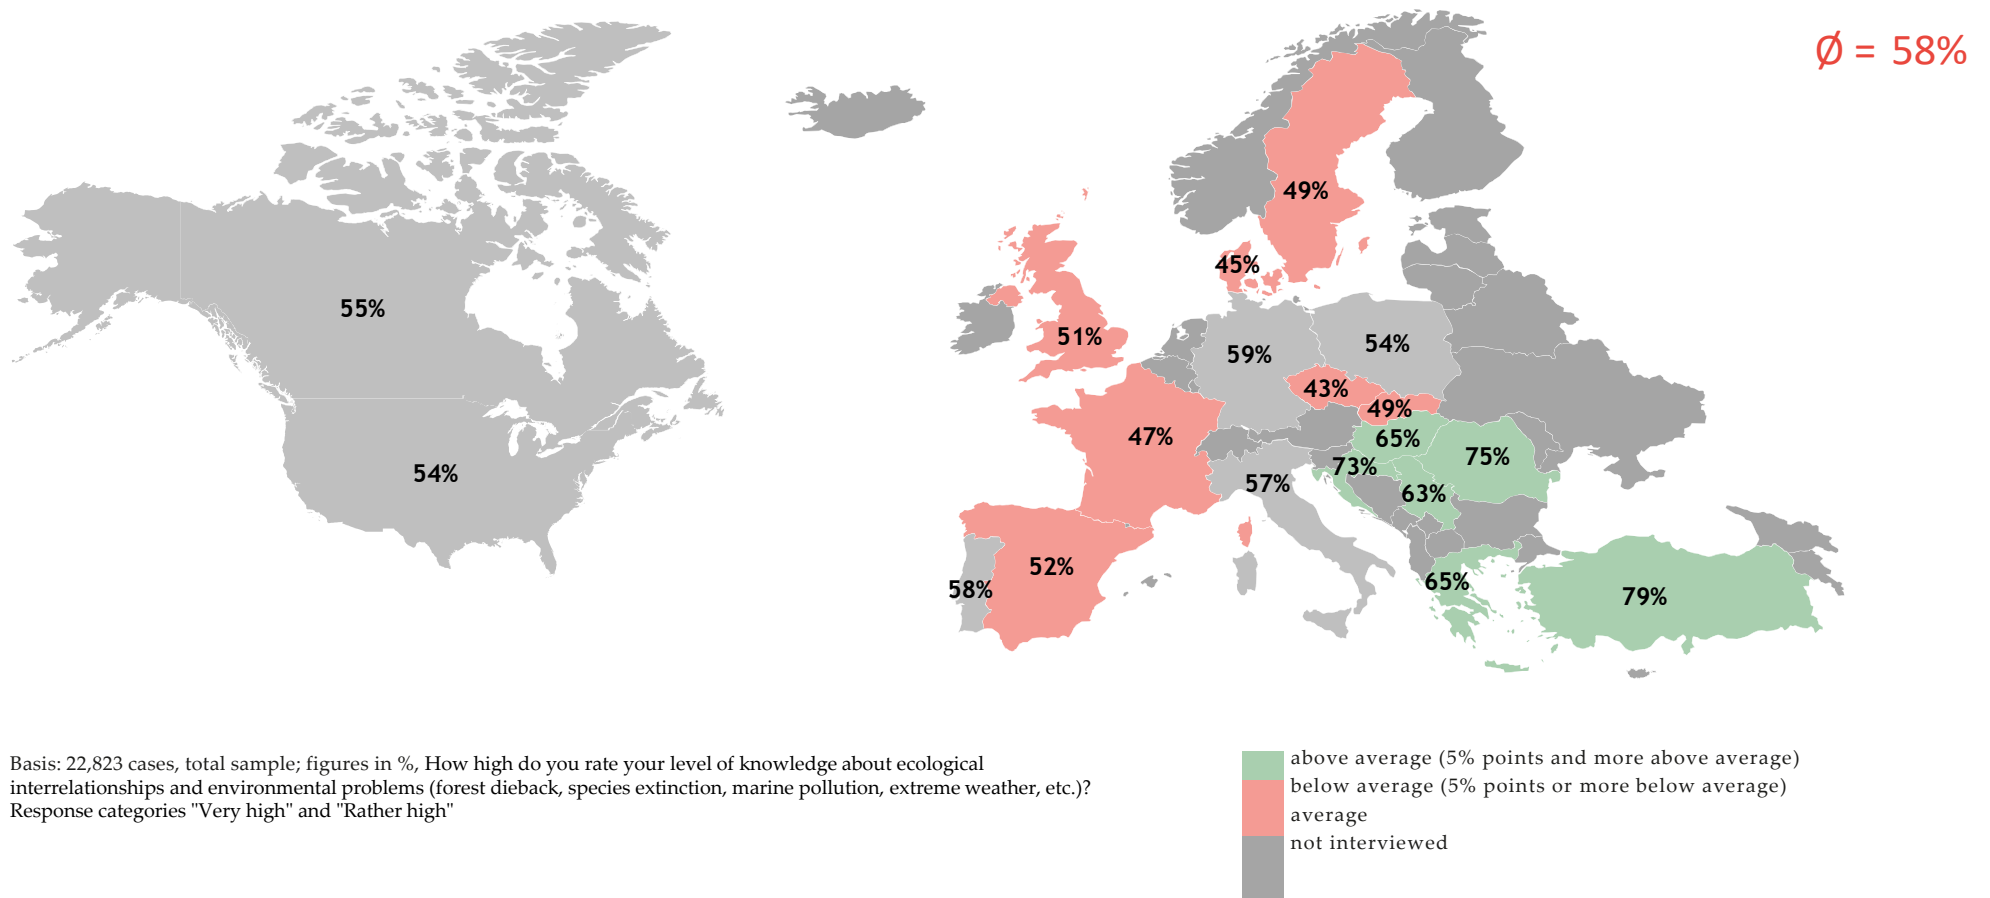 Ø = 58%
49%
45%
55%
51%
54%
59%
43%
49%
47%
65%
75%
73%
54%
57%
63%
52%
65%
58%
79%
Basis: 22,823 cases, total sample; figures in %, How high do you rate your level of knowledge about ecological
interrelationships and environmental problems (forest dieback, species extinction, marine pollution, extreme weather, etc.)?
Response categories "Very high" and "Rather high"
above average (5% points and more above average)
below average (5% points or more below average)
average
not interviewed